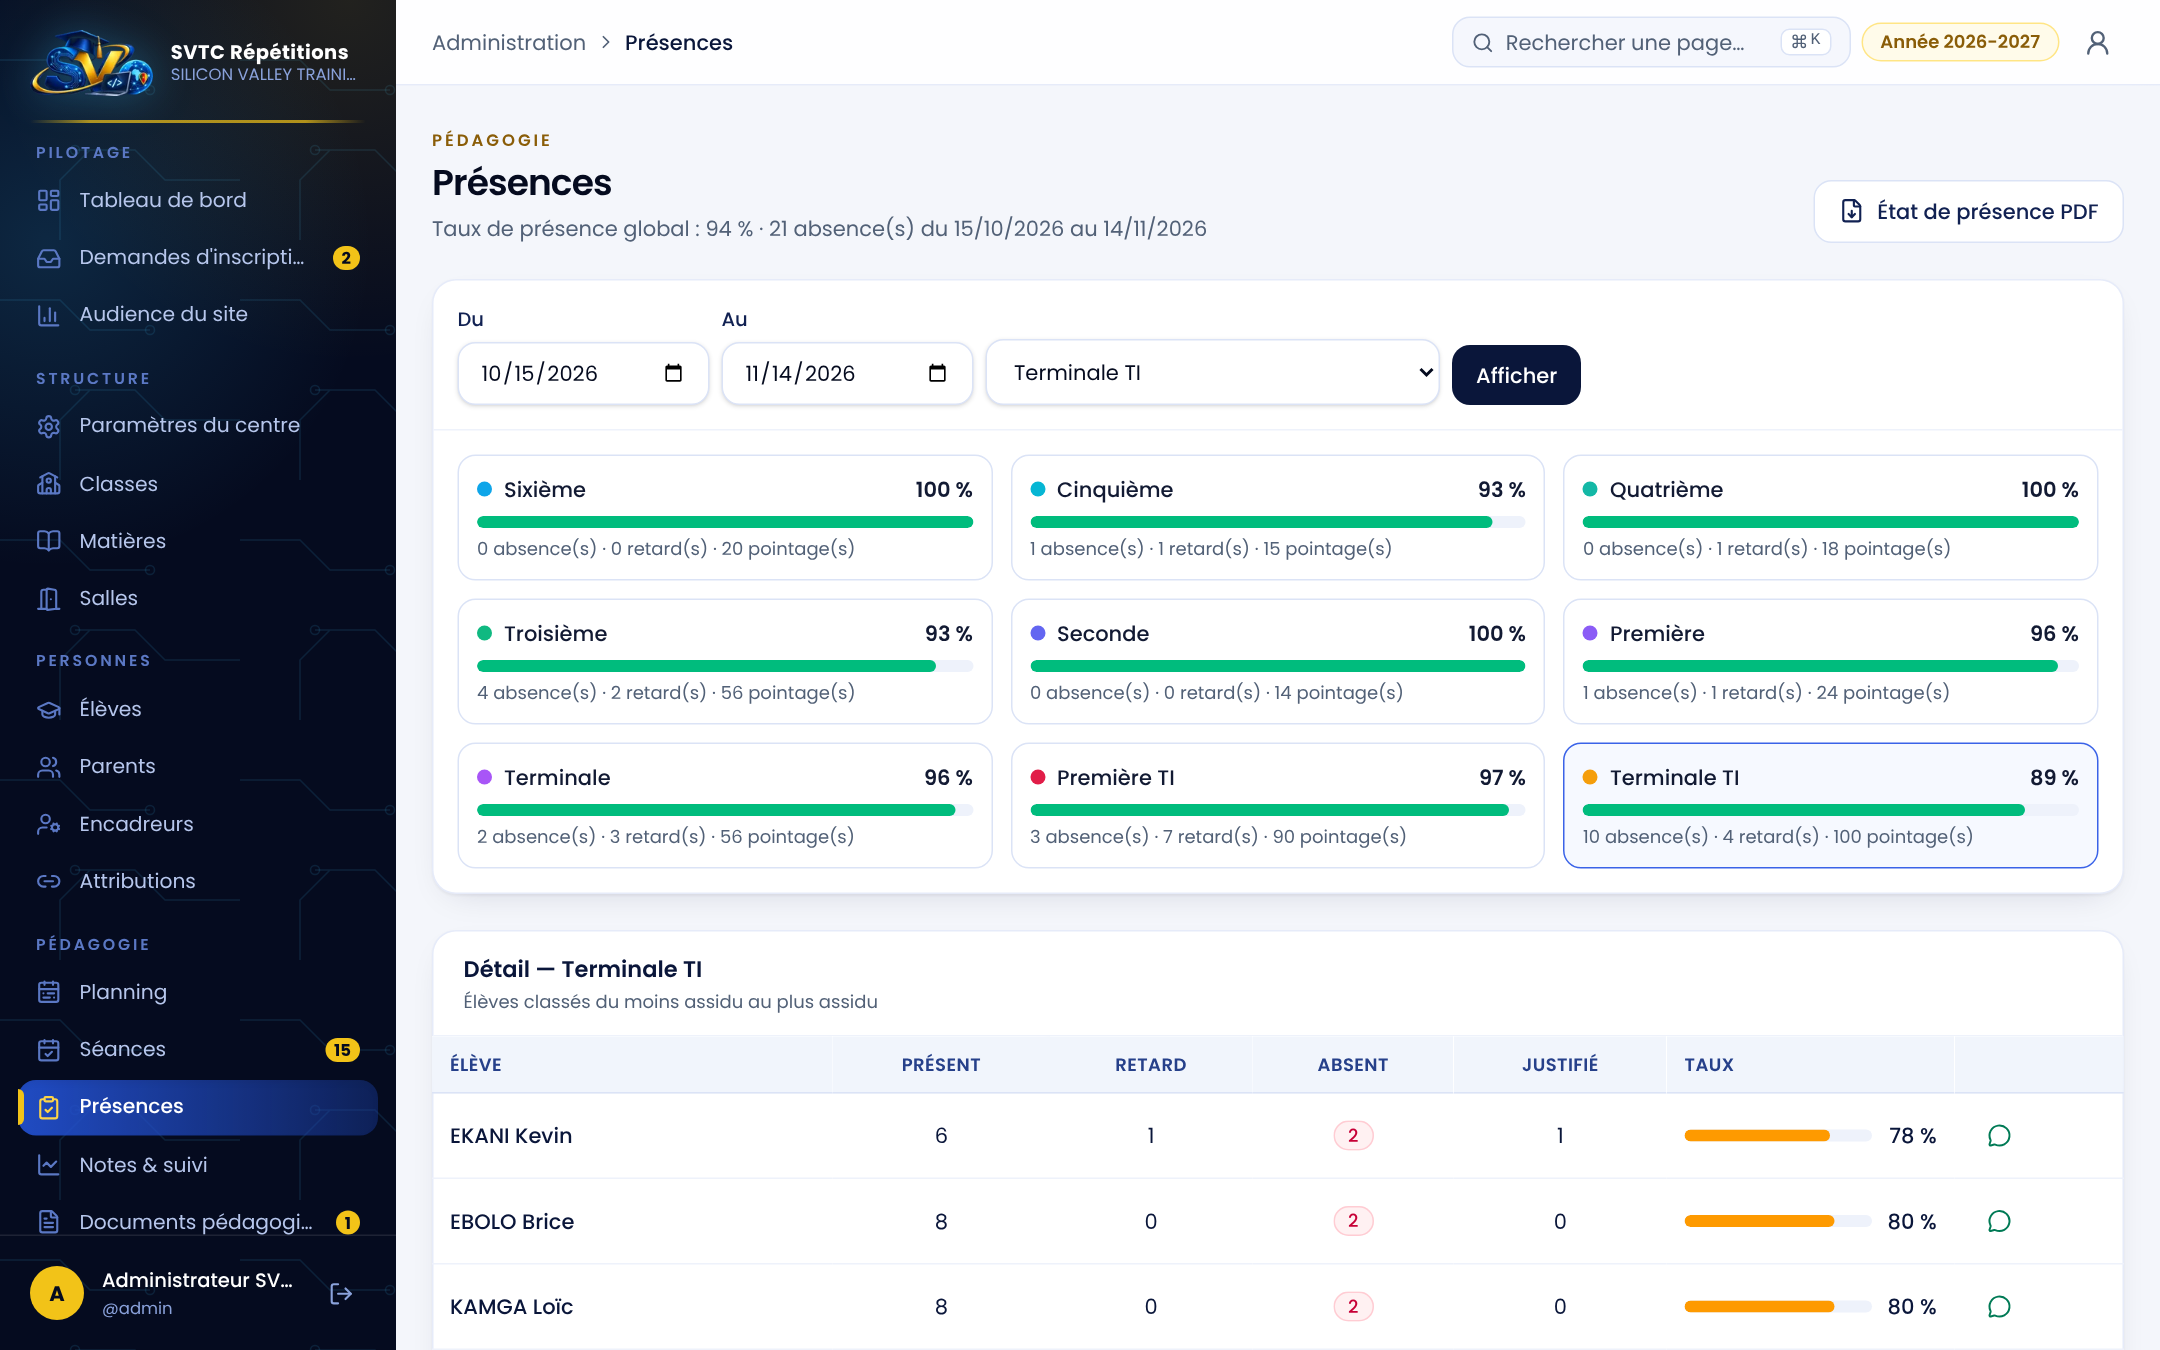 SVTC Répétitions
SILICON VALLEY TRAINI...
PILOTAGE
Tableau de bord
Demandes d'inscripti... 2
Audience du site
STRUCTURE
Paramètres du centre
Classes
Matières
Salles
PERSONNES
Élèves
Parents
Encadreurs
Attributions
PÉDAGOGIE
Planning
Séances 15
Présences
Notes & suivi
Documents pédagogi... 1
A
Administrateur SV...
@admin
Administration > Présences
Rechercher une page... ⌘ K
Année 2026-2027
PÉDAGOGIE
Présences
Taux de présence global : 94 % · 21 absence(s) du 15/10/2026 au 14/11/2026
État de présence PDF
Du Au
10/15/2026 11/14/2026 Terminale TI Afficher
Sixième 100 %
0 absence(s) · 0 retard(s) · 20 pointage(s)
Cinquième 93 %
1 absence(s) · 1 retard(s) · 15 pointage(s)
Quatrième 100 %
0 absence(s) · 1 retard(s) · 18 pointage(s)
Troisième 93 %
4 absence(s) · 2 retard(s) · 56 pointage(s)
Seconde 100 %
0 absence(s) · 0 retard(s) · 14 pointage(s)
Première 96 %
1 absence(s) · 1 retard(s) · 24 pointage(s)
Terminale 96 %
2 absence(s) · 3 retard(s) · 56 pointage(s)
Première TI 97 %
3 absence(s) · 7 retard(s) · 90 pointage(s)
Terminale TI 89 %
10 absence(s) · 4 retard(s) · 100 pointage(s)
Détail — Terminale TI
Élèves classés du moins assidu au plus assidu
ÉLÈVE PRÉSENT RETARD ABSENT JUSTIFIÉ TAUX
EKANI Kevin 6 1 2 1 78 %
EBOLO Brice 8 0 2 0 80 %
KAMGA Loïc 8 0 2 0 80 %